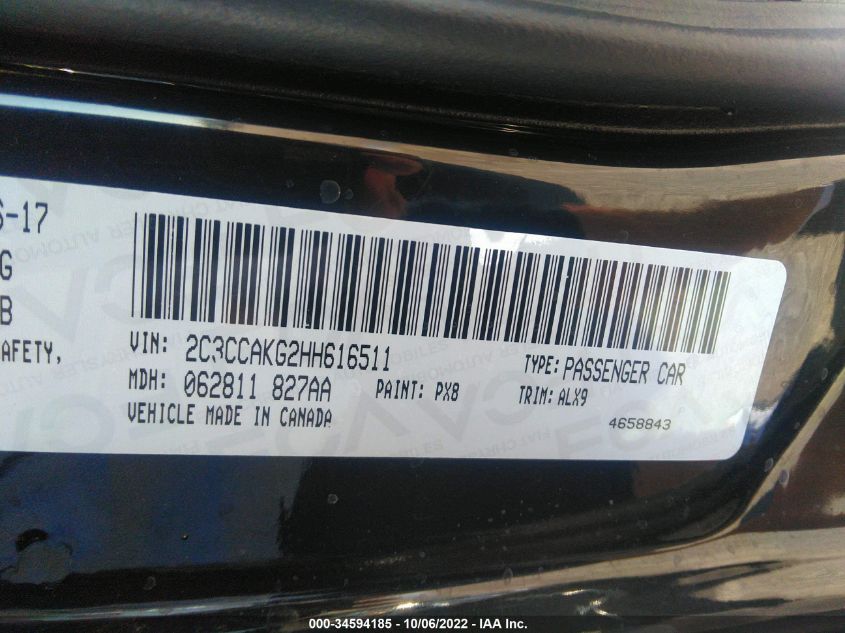 6-17
G
B
AFETY,
VIN: 2C3CCAKG2HH616511
TYPE: PASSENGER CAR
MDH: 062811 827AA
PAINT: PX8
TRIM: ALX9
VEHICLE MADE IN CANADA
4658843
000-34594185 - 10/06/2022 - IAA Inc.